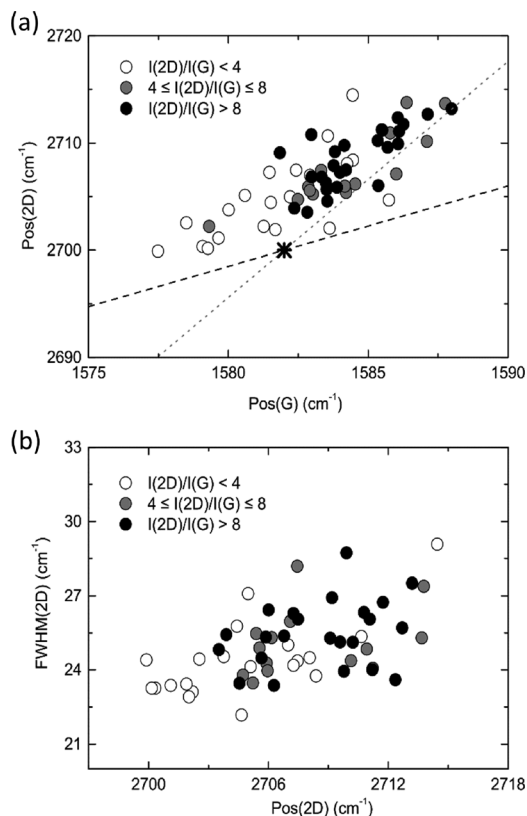 (a)
2720
2710
2700
2690
Pos(2D) (cm⁻¹)
I(2D)/I(G) < 4
4 ≤ I(2D)/I(G) ≤ 8
I(2D)/I(G) > 8
1575 1580 1585 1590
Pos(G) (cm⁻¹)
(b)
33
30
27
24
21
FWHM(2D) (cm⁻¹)
I(2D)/I(G) < 4
4 ≤ I(2D)/I(G) ≤ 8
I(2D)/I(G) > 8
2700 2706 2712 2718
Pos(2D) (cm⁻¹)